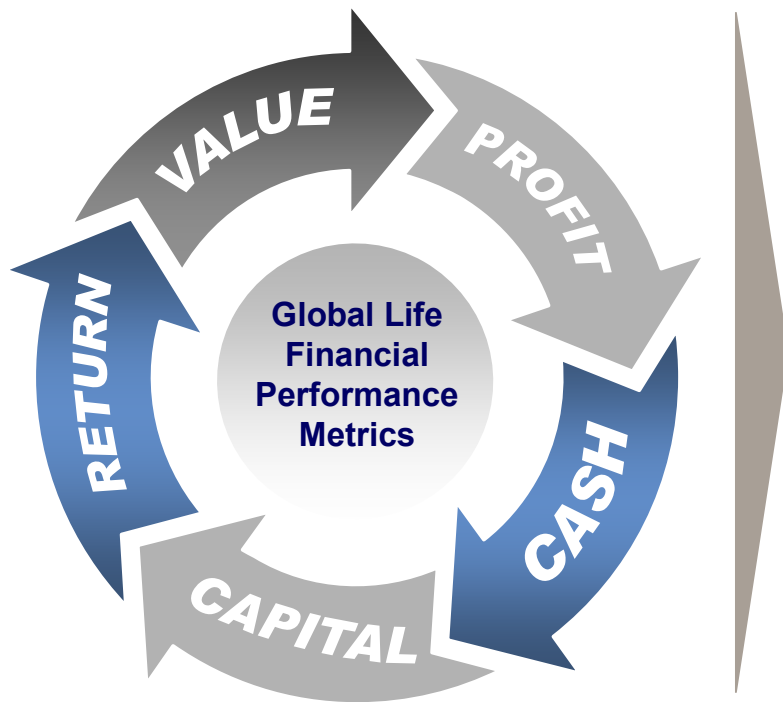 VALUE
PROFIT
CASH
CAPITAL
RETURN
Global Life
Financial
Performance
Metrics